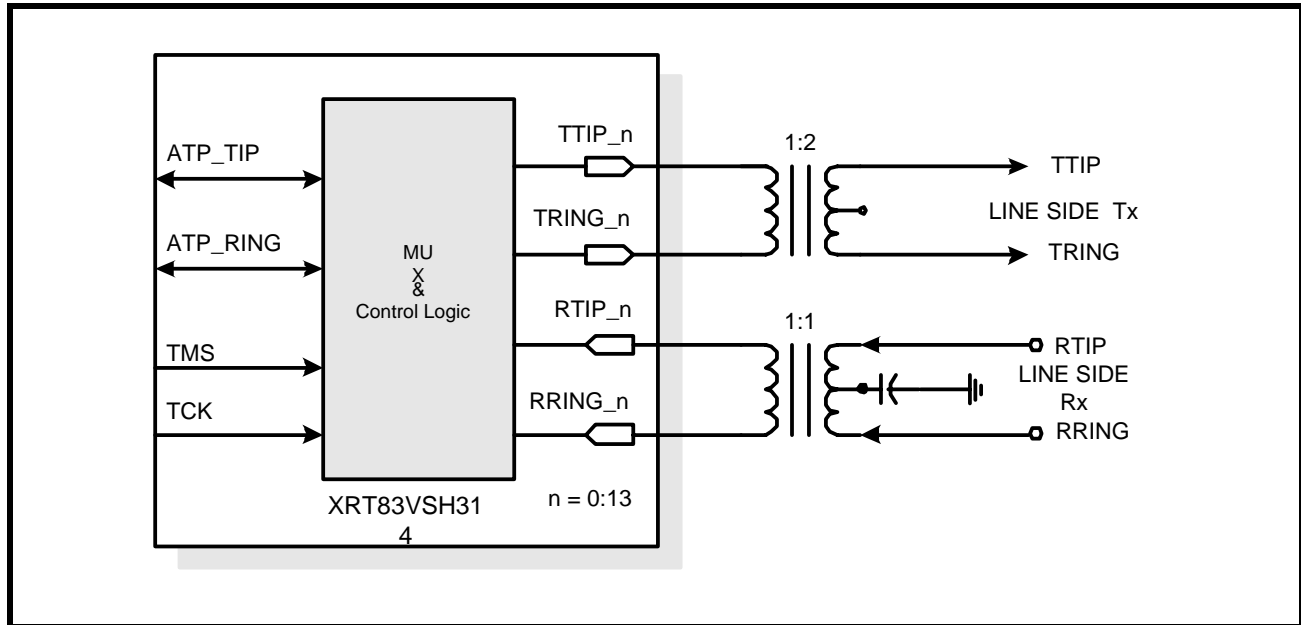 ATP_TIP
ATP_RING
TMS
TCK
MU
X
&
Control Logic
XRT83VSH31
4
n = 0:13
TTIP_n
TRING_n
RTIP_n
RRING_n
1:2
1:1
TTIP
LINE SIDE Tx
TRING
RTIP
LINE SIDE
Rx
RRING